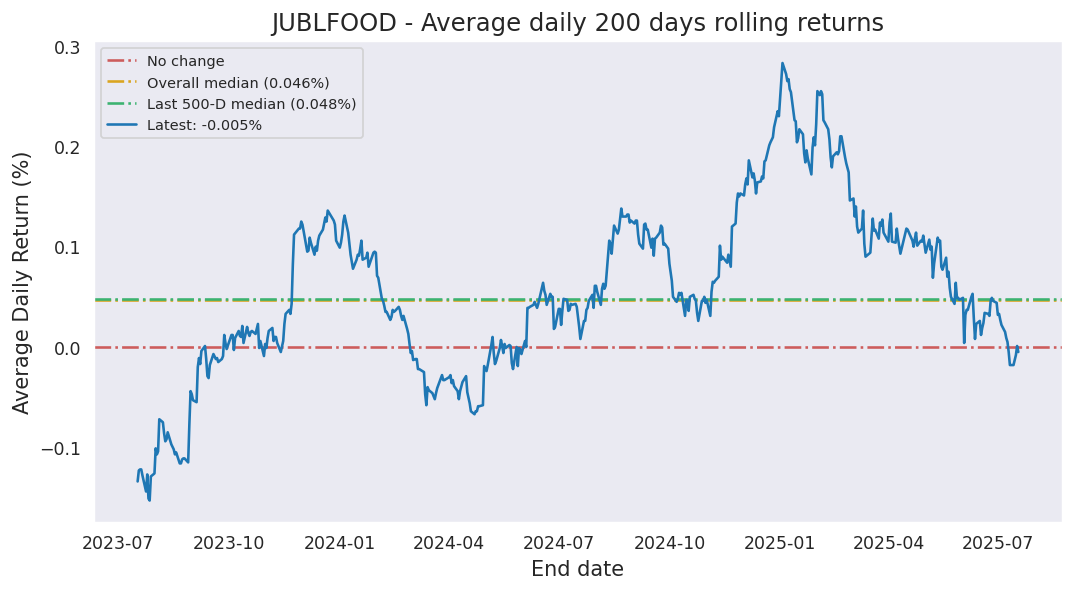 JUBLFOOD - Average daily 200 days rolling returns
No change
Overall median (0.046%)
Last 500-D median (0.048%)
Latest: -0.005%
Average Daily Return (%)
0.3
0.2
0.1
0.0
−0.1
2023-07 2023-10 2024-01 2024-04 2024-07 2024-10 2025-01 2025-04 2025-07
End date